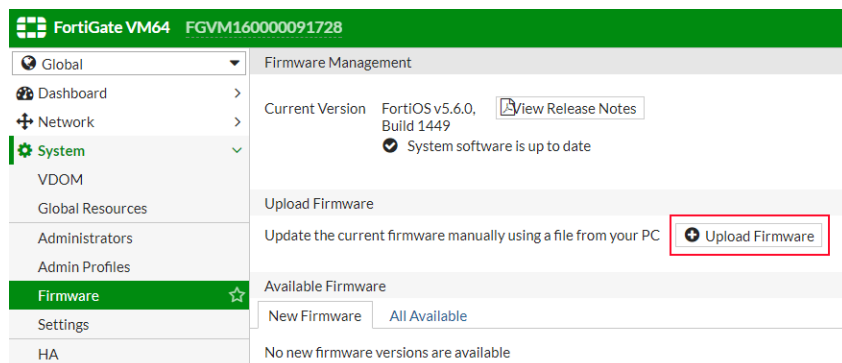 FortiGate VM64 FGVM160000091728
Global
Dashboard
Network
System
VDOM
Global Resources
Administrators
Admin Profiles
Firmware
Settings
HA
Firmware Management
Current Version FortiOS v5.6.0, View Release Notes
Build 1449
System software is up to date
Upload Firmware
Update the current firmware manually using a file from your PC Upload Firmware
Available Firmware
New Firmware All Available
No new firmware versions are available